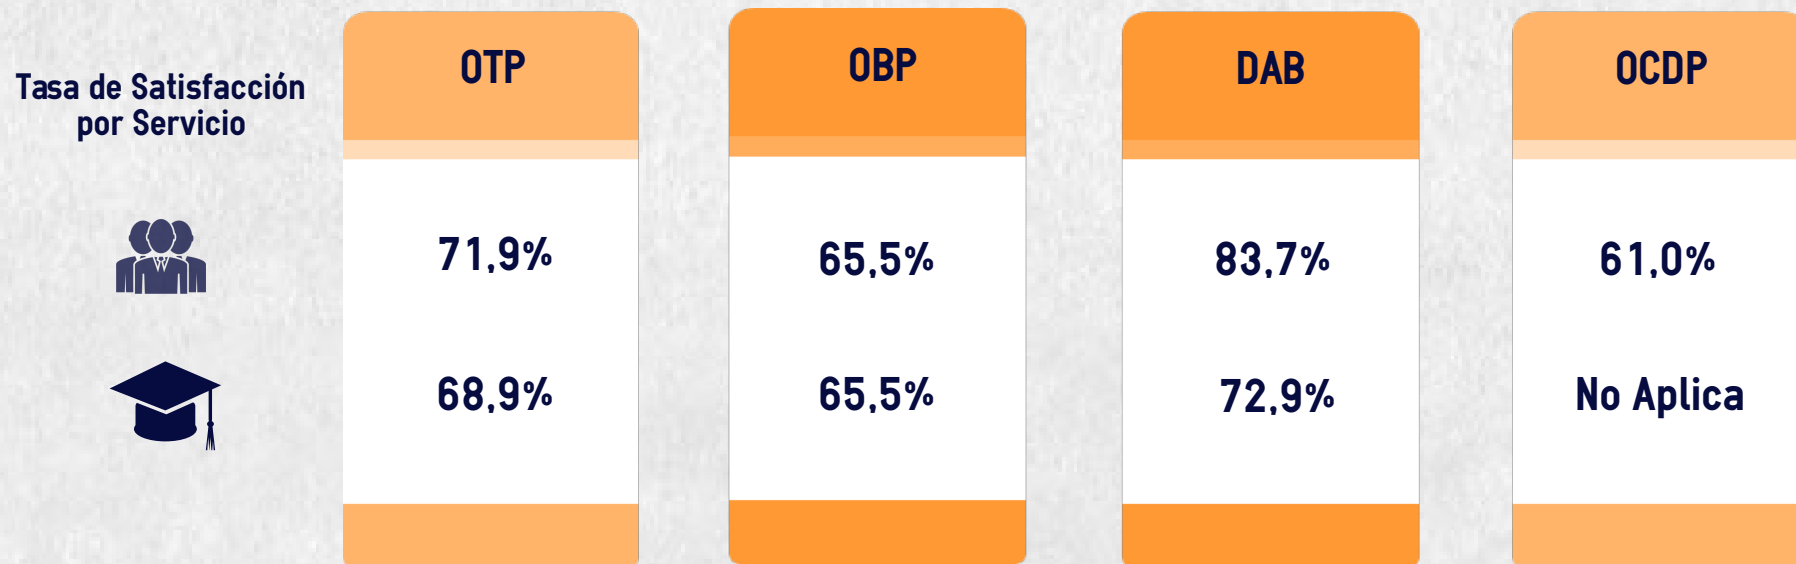 Tasa de Satisfacción
por Servicio
OTP
OBP
DAB
OCDP
71,9%
65,5%
83,7%
61,0%
68,9%
65,5%
72,9%
No Aplica